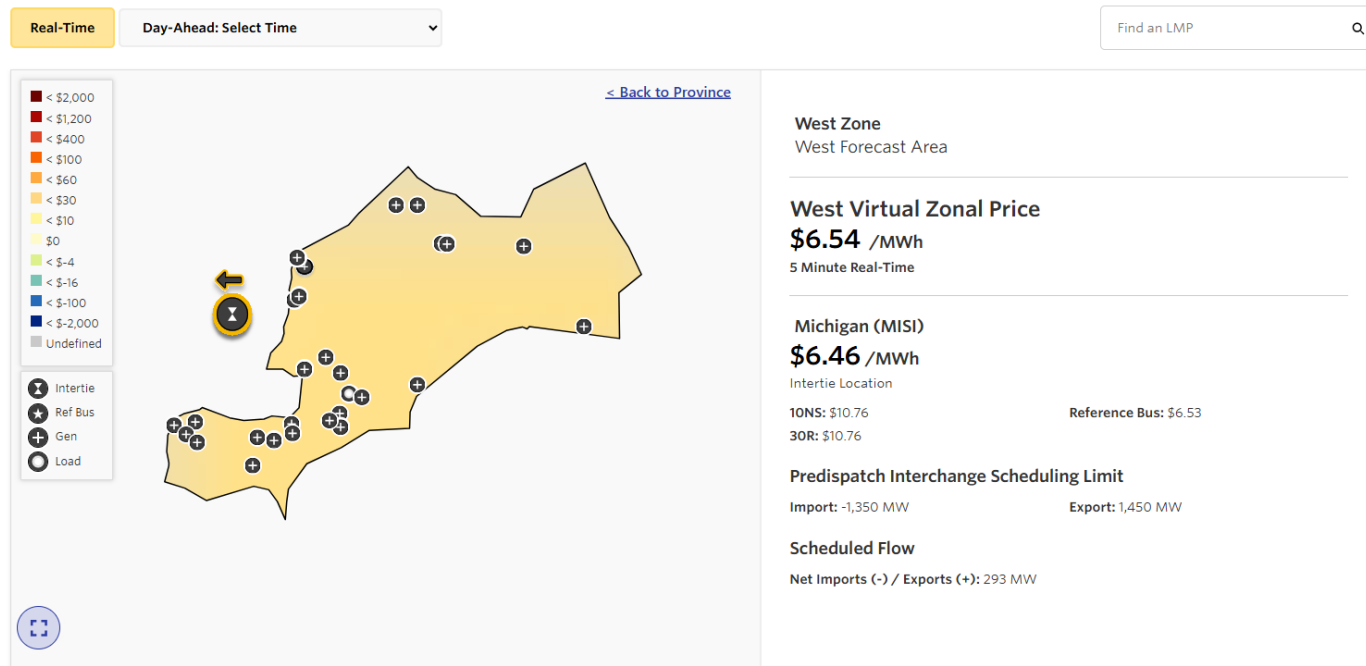 Real-Time
Day-Ahead: Select Time
Find an LMP
< $2,000
< $1,200
< $400
< $100
< $60
< $30
< $10
$0
< $-4
< $-16
< $-100
< $-2,000
Undefined
Intertie
Ref Bus
Gen
Load
< Back to Province
West Zone
West Forecast Area
West Virtual Zonal Price
$6.54 /MWh
5 Minute Real-Time
Michigan (MISI)
$6.46 /MWh
Intertie Location
10NS: $10.76 Reference Bus: $6.53
30R: $10.76
Predispatch Interchange Scheduling Limit
Import: -1,350 MW Export: 1,450 MW
Scheduled Flow
Net Imports (-) / Exports (+): 293 MW